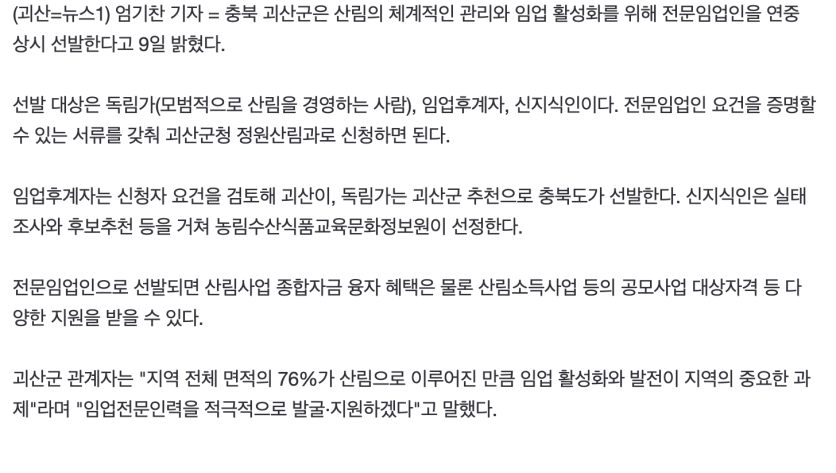 (괴산=뉴스1) 엄기찬 기자 = 충북 괴산군은 산림의 체계적인 관리와 임업 활성화를 위해 전문임업인을 연중
상시 선발한다고 9일 밝혔다.
선발 대상은 독림가(모범적으로 산림을 경영하는 사람), 임업후계자, 신지식인이다. 전문임업인 요건을 증명할
수 있는 서류를 갖춰 괴산군청 정원산림과로 신청하면 된다.
임업후계자는 신청자 요건을 검토해 괴산이, 독림가는 괴산군 추천으로 충북도가 선발한다. 신지식인은 실태
조사와 후보추천 등을 거쳐 농림수산식품교육문화정보원이 선정한다.
전문임업인으로 선발되면 산림사업 종합자금 융자 혜택은 물론 산림소득사업 등의 공모사업 대상자격 등 다
양한 지원을 받을 수 있다.
괴산군 관계자는 "지역 전체 면적의 76%가 산림으로 이루어진 만큼 임업 활성화와 발전이 지역의 중요한 과
제"라며 "임업전문인력을 적극적으로 발굴·지원하겠다"고 말했다.